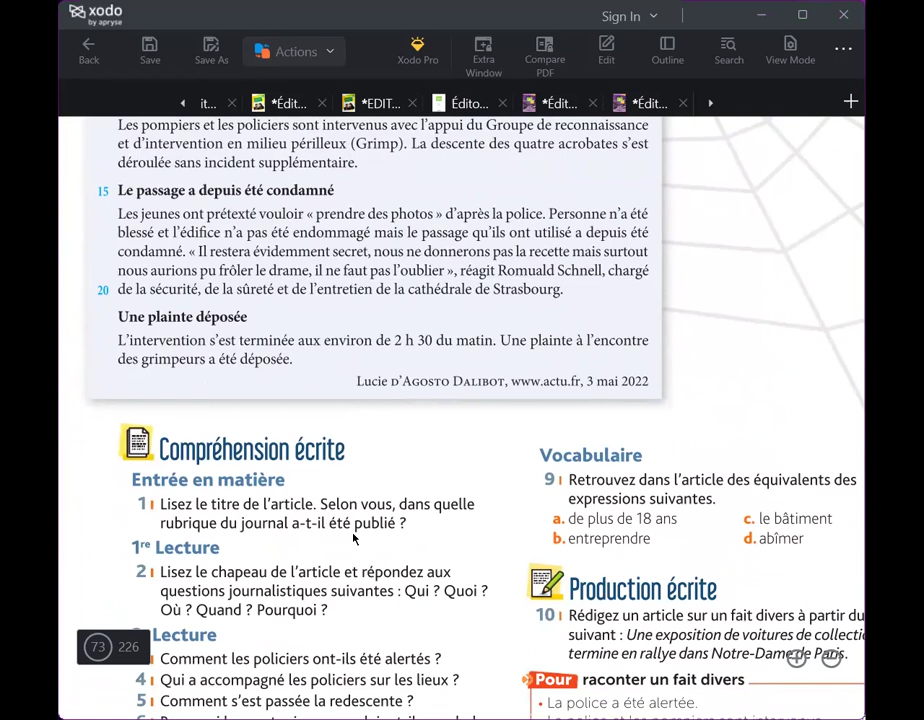 xodo
by apryse
Sign In
Back
Save
Save As
Actions
Xodo Pro
Extra
Window
Compare
PDF
Edit
Outline
Search
View Mode
it...
*Édit...
*EDIT...
Édito...
*Édit...
*Édit...
Les pompiers et les policiers sont intervenus avec l'appui du Groupe de reconnaissance
et d'intervention en milieu périlleux (Grimp). La descente des quatre acrobates s'est
déroulée sans incident supplémentaire.
15 Le passage a depuis été condamné
Les jeunes ont prétexté vouloir « prendre des photos » d'après la police. Personne n'a été
blessé et l'édifice n'a pas été endommagé mais le passage qu'ils ont utilisé a depuis été
condamné. « Il restera évidemment secret, nous ne donnerons pas la recette mais surtout
nous aurions pu frôler le drame, il ne faut pas l'oublier », réagit Romuald Schnell, chargé
20 de la sécurité, de la sûreté et de l'entretien de la cathédrale de Strasbourg.
Une plainte déposée
L'intervention s'est terminée aux environ de 2 h 30 du matin. Une plainte à l'encontre
des grimpeurs a été déposée.
Lucie D'AGOSTO DALIBOT, www.actu.fr, 3 mai 2022
Compréhension écrite
Entrée en matière
1 Lisez le titre de l'article. Selon vous, dans quelle
rubrique du journal a-t-il été publié ?
1re Lecture
2 Lisez le chapeau de l'article et répondez aux
questions journalistiques suivantes : Qui ? Quoi ?
Où ? Quand ? Pourquoi ?
Lecture
Comment les policiers ont-ils été alertés ?
4 Qui a accompagné les policiers sur les lieux ?
5 Comment s'est passée la redescente ?
73 226
Vocabulaire
9 Retrouvez dans l'article des équivalents des
expressions suivantes.
a. de plus de 18 ans
c. le bâtiment
b. entreprendre
d. abîmer
Production écrite
10 Rédigez un article sur un fait divers à partir du
suivant : Une exposition de voitures de collecti
termine en rallye dans Notre-Dame de Paris.
Pour raconter un fait divers
• La police a été alertée.